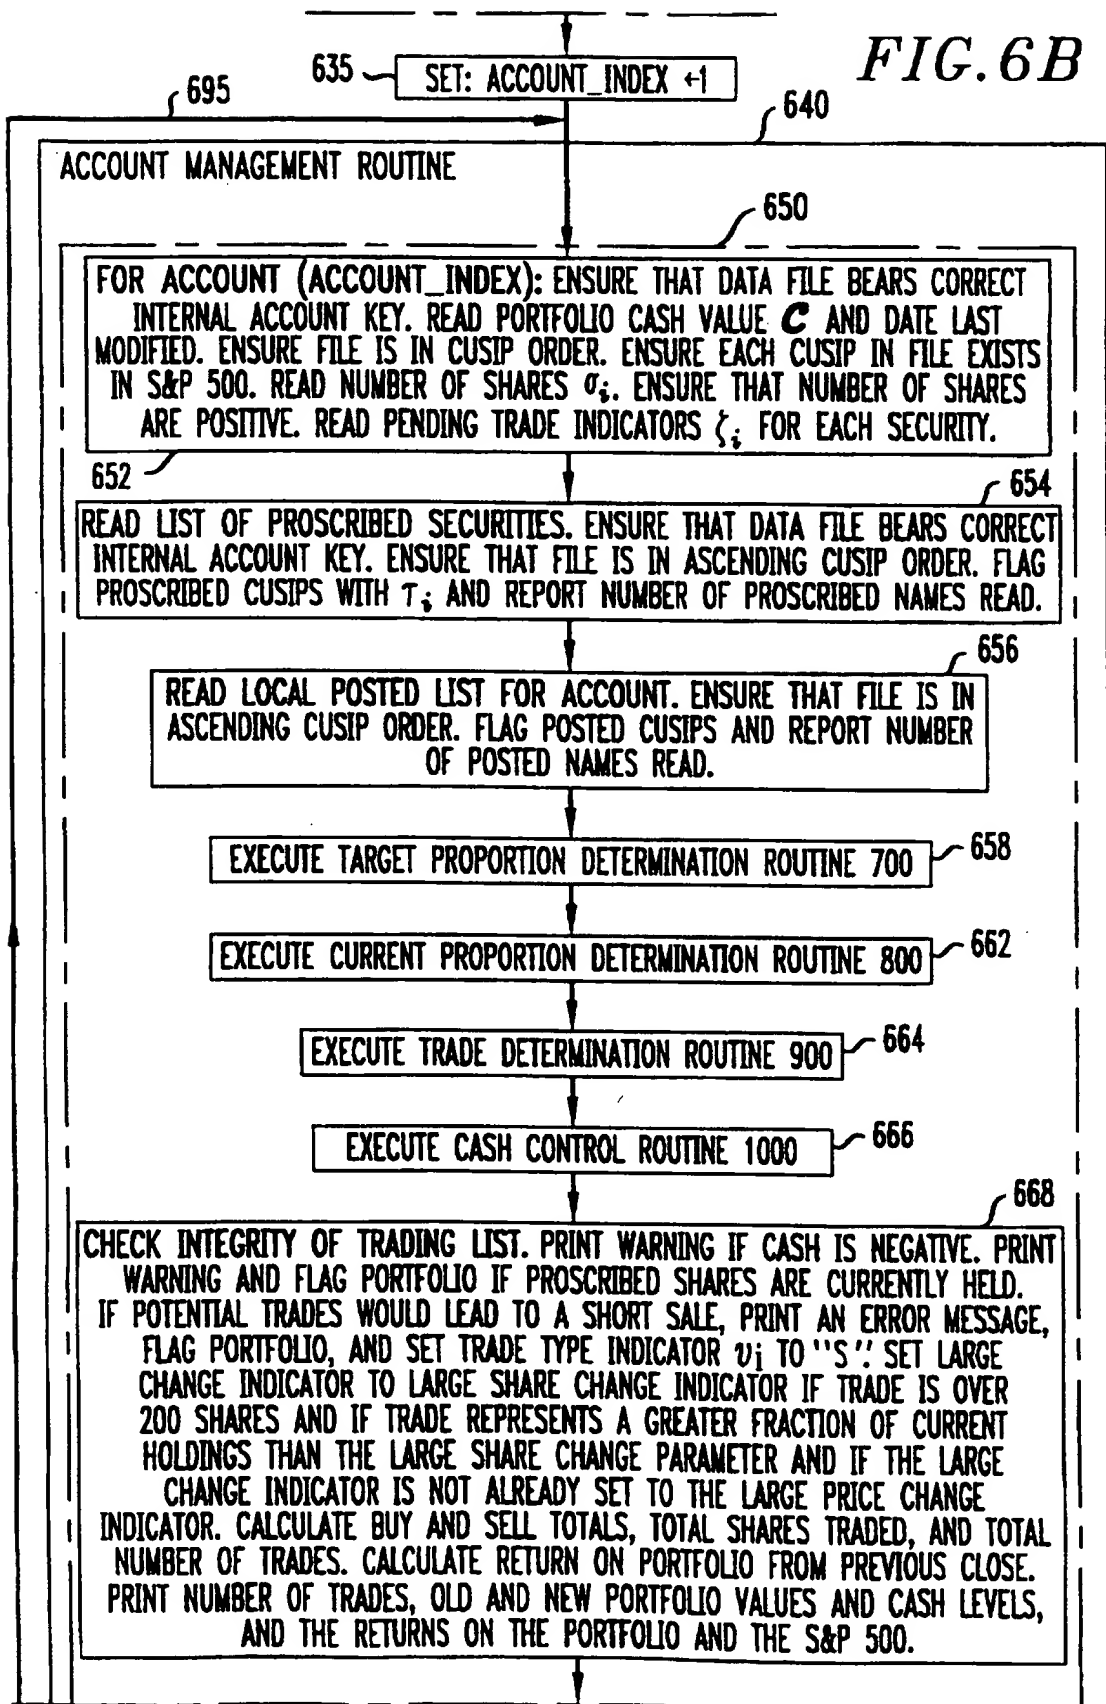 FIG.6B
635
SET: ACCOUNT_INDEX ←1
695
640
ACCOUNT MANAGEMENT ROUTINE
650
FOR ACCOUNT (ACCOUNT_INDEX): ENSURE THAT DATA FILE BEARS CORRECT
INTERNAL ACCOUNT KEY. READ PORTFOLIO CASH VALUE C AND DATE LAST
MODIFIED. ENSURE FILE IS IN CUSIP ORDER. ENSURE EACH CUSIP IN FILE EXISTS
IN S&P 500. READ NUMBER OF SHARES σi. ENSURE THAT NUMBER OF SHARES
ARE POSITIVE. READ PENDING TRADE INDICATORS ζi FOR EACH SECURITY.
652
654
READ LIST OF PROSCRIBED SECURITIES. ENSURE THAT DATA FILE BEARS CORRECT
INTERNAL ACCOUNT KEY. ENSURE THAT FILE IS IN ASCENDING CUSIP ORDER. FLAG
PROSCRIBED CUSIPS WITH τi AND REPORT NUMBER OF PROSCRIBED NAMES READ.
656
READ LOCAL POSTED LIST FOR ACCOUNT. ENSURE THAT FILE IS IN
ASCENDING CUSIP ORDER. FLAG POSTED CUSIPS AND REPORT NUMBER
OF POSTED NAMES READ.
EXECUTE TARGET PROPORTION DETERMINATION ROUTINE 700
658
EXECUTE CURRENT PROPORTION DETERMINATION ROUTINE 800
662
EXECUTE TRADE DETERMINATION ROUTINE 900
664
EXECUTE CASH CONTROL ROUTINE 1000
666
668
CHECK INTEGRITY OF TRADING LIST. PRINT WARNING IF CASH IS NEGATIVE. PRINT
WARNING AND FLAG PORTFOLIO IF PROSCRIBED SHARES ARE CURRENTLY HELD.
IF POTENTIAL TRADES WOULD LEAD TO A SHORT SALE, PRINT AN ERROR MESSAGE,
FLAG PORTFOLIO, AND SET TRADE TYPE INDICATOR υi TO "S". SET LARGE
CHANGE INDICATOR TO LARGE SHARE CHANGE INDICATOR IF TRADE IS OVER
200 SHARES AND IF TRADE REPRESENTS A GREATER FRACTION OF CURRENT
HOLDINGS THAN THE LARGE SHARE CHANGE PARAMETER AND IF THE LARGE
CHANGE INDICATOR IS NOT ALREADY SET TO THE LARGE PRICE CHANGE
INDICATOR. CALCULATE BUY AND SELL TOTALS, TOTAL SHARES TRADED, AND TOTAL
NUMBER OF TRADES. CALCULATE RETURN ON PORTFOLIO FROM PREVIOUS CLOSE.
PRINT NUMBER OF TRADES, OLD AND NEW PORTFOLIO VALUES AND CASH LEVELS,
AND THE RETURNS ON THE PORTFOLIO AND THE S&P 500.